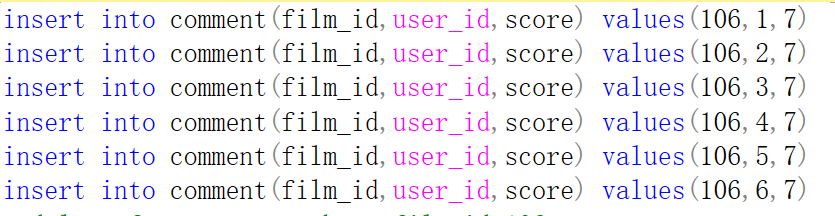 insert into comment(film_id,user_id,score) values(106,1,7)
insert into comment(film_id,user_id,score) values(106,2,7)
insert into comment(film_id,user_id,score) values(106,3,7)
insert into comment(film_id,user_id,score) values(106,4,7)
insert into comment(film_id,user_id,score) values(106,5,7)
insert into comment(film_id,user_id,score) values(106,6,7)